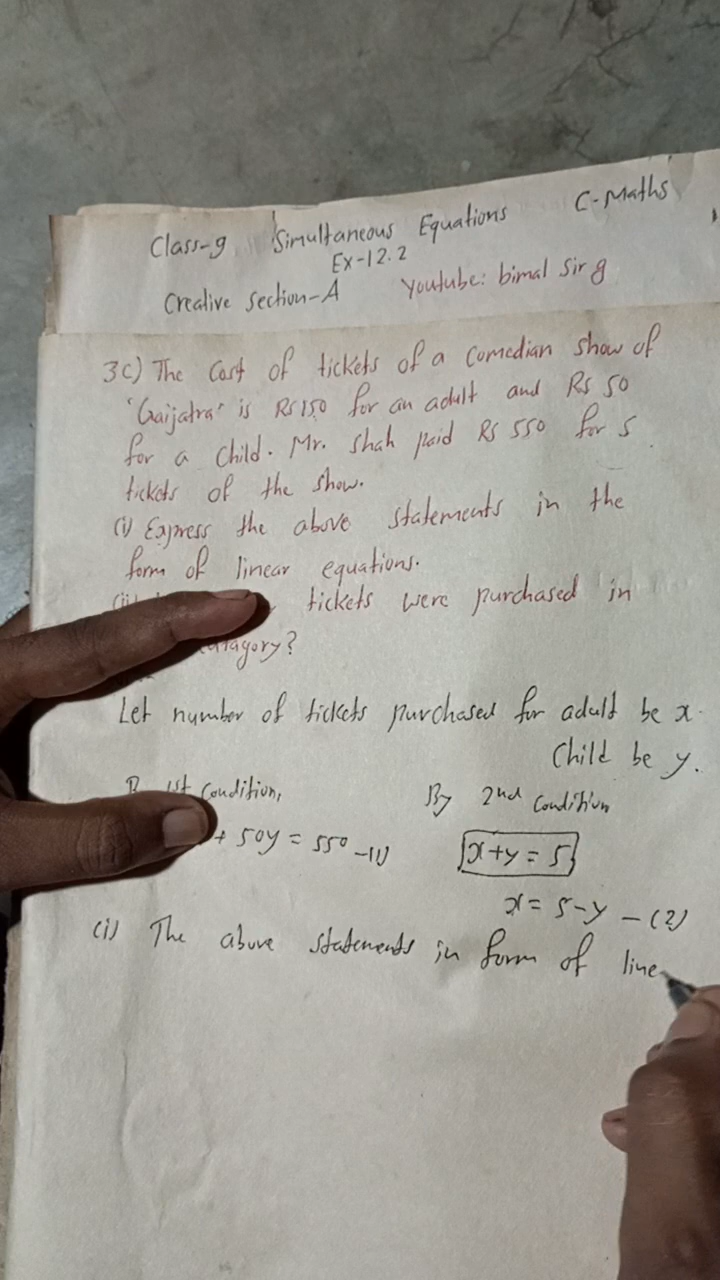 Class-9 Simultaneous Equations C-Maths
Ex-12.2
Creative Section-A Youtube: bimal Sir 9
3c) The Cost of tickets of a Comedian Show of
'Gaijatra' is Rs 150 for an adult and Rs 50
for a Child. Mr. Shah paid Rs 550 for 5
tickets of the show.
(i) Express the above statements in the
form of linear equations.
tickets were purchased in
Let number of tickets purchased for adult be x.
Child be y.
Condition, By 2nd Condition
+ 50y = 550 -(1) x+y = 5
x = 5-y - (2)
(i) The above statements in form of line